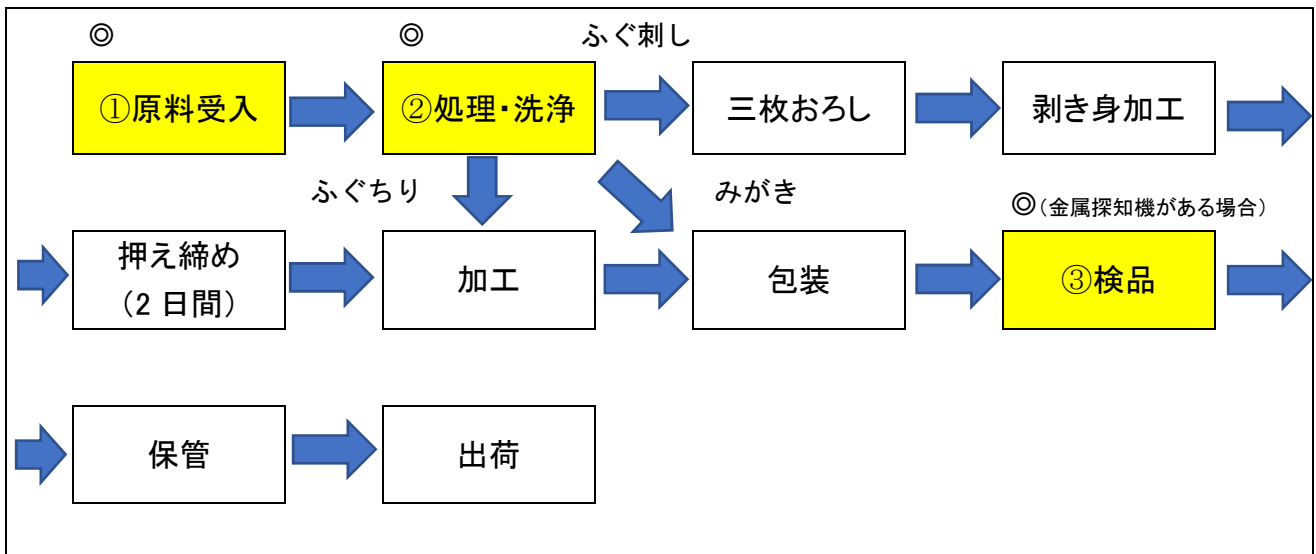 ◎ ◎ ふぐ刺し
①原料受入 ②処理・洗浄 三枚おろし 剥き身加工
ふぐちり みがき
◎(金属探知機がある場合)
押え締め
(2日間)
加工 包装 ③検品
保管 出荷